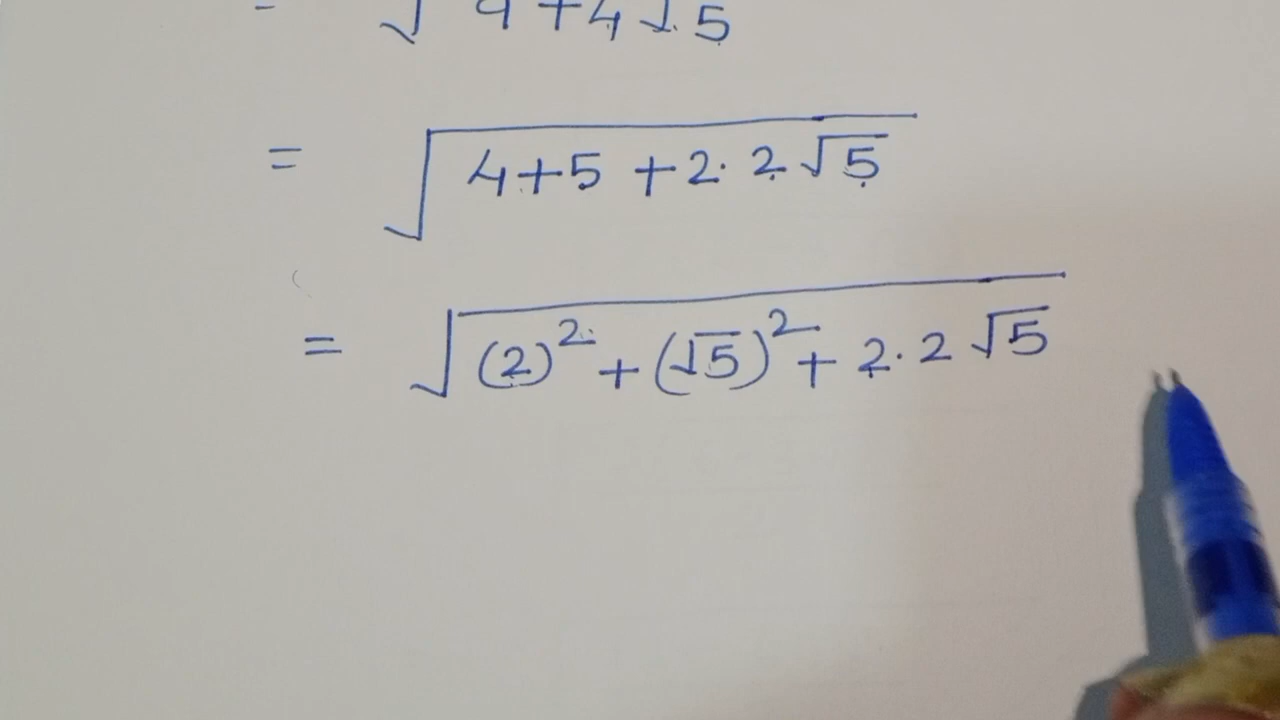 = √9+4√5
= √4+5+2·2√5
= √(2)²+(√5)²+2·2√5